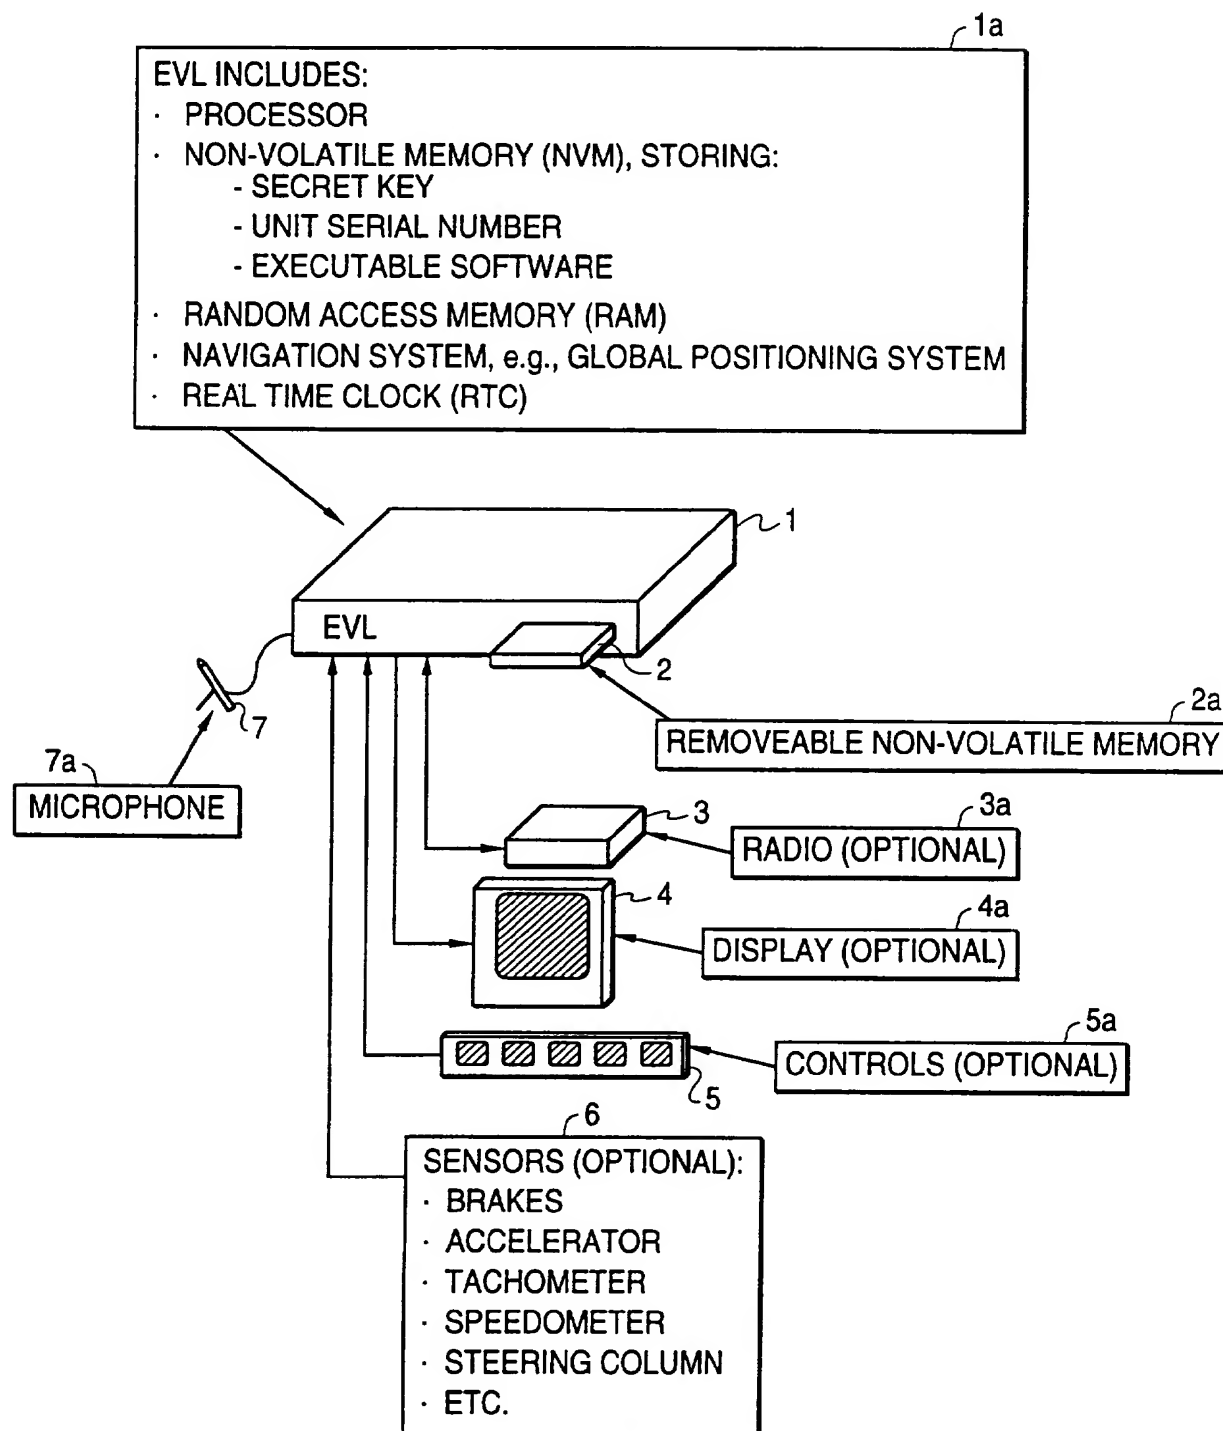 1a
EVL INCLUDES:
· PROCESSOR
· NON-VOLATILE MEMORY (NVM), STORING:
- SECRET KEY
- UNIT SERIAL NUMBER
- EXECUTABLE SOFTWARE
· RANDOM ACCESS MEMORY (RAM)
· NAVIGATION SYSTEM, e.g., GLOBAL POSITIONING SYSTEM
· REAL TIME CLOCK (RTC)
1
EVL
2
2a
REMOVEABLE NON-VOLATILE MEMORY
7
7a
MICROPHONE
3
3a
RADIO (OPTIONAL)
4
4a
DISPLAY (OPTIONAL)
5a
CONTROLS (OPTIONAL)
5
6
SENSORS (OPTIONAL):
· BRAKES
· ACCELERATOR
· TACHOMETER
· SPEEDOMETER
· STEERING COLUMN
· ETC.